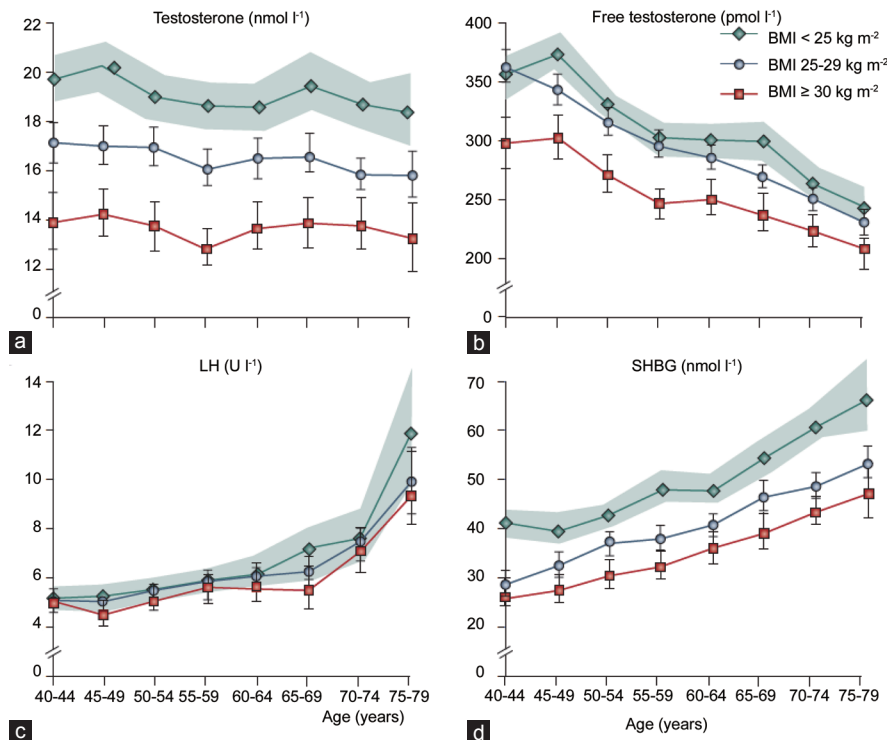 Testosterone (nmol l⁻¹)
22
20
18
16
14
12
0
a
Free testosterone (pmol l⁻¹)
BMI < 25 kg m⁻²
BMI 25-29 kg m⁻²
BMI ≥ 30 kg m⁻²
400
350
300
250
200
0
b
LH (U l⁻¹)
14
12
10
8
6
4
0
40-44 45-49 50-54 55-59 60-64 65-69 70-74 75-79
Age (years)
c
SHBG (nmol l⁻¹)
70
60
50
40
30
20
0
40-44 45-49 50-54 55-59 60-64 65-69 70-74 75-79
Age (years)
d